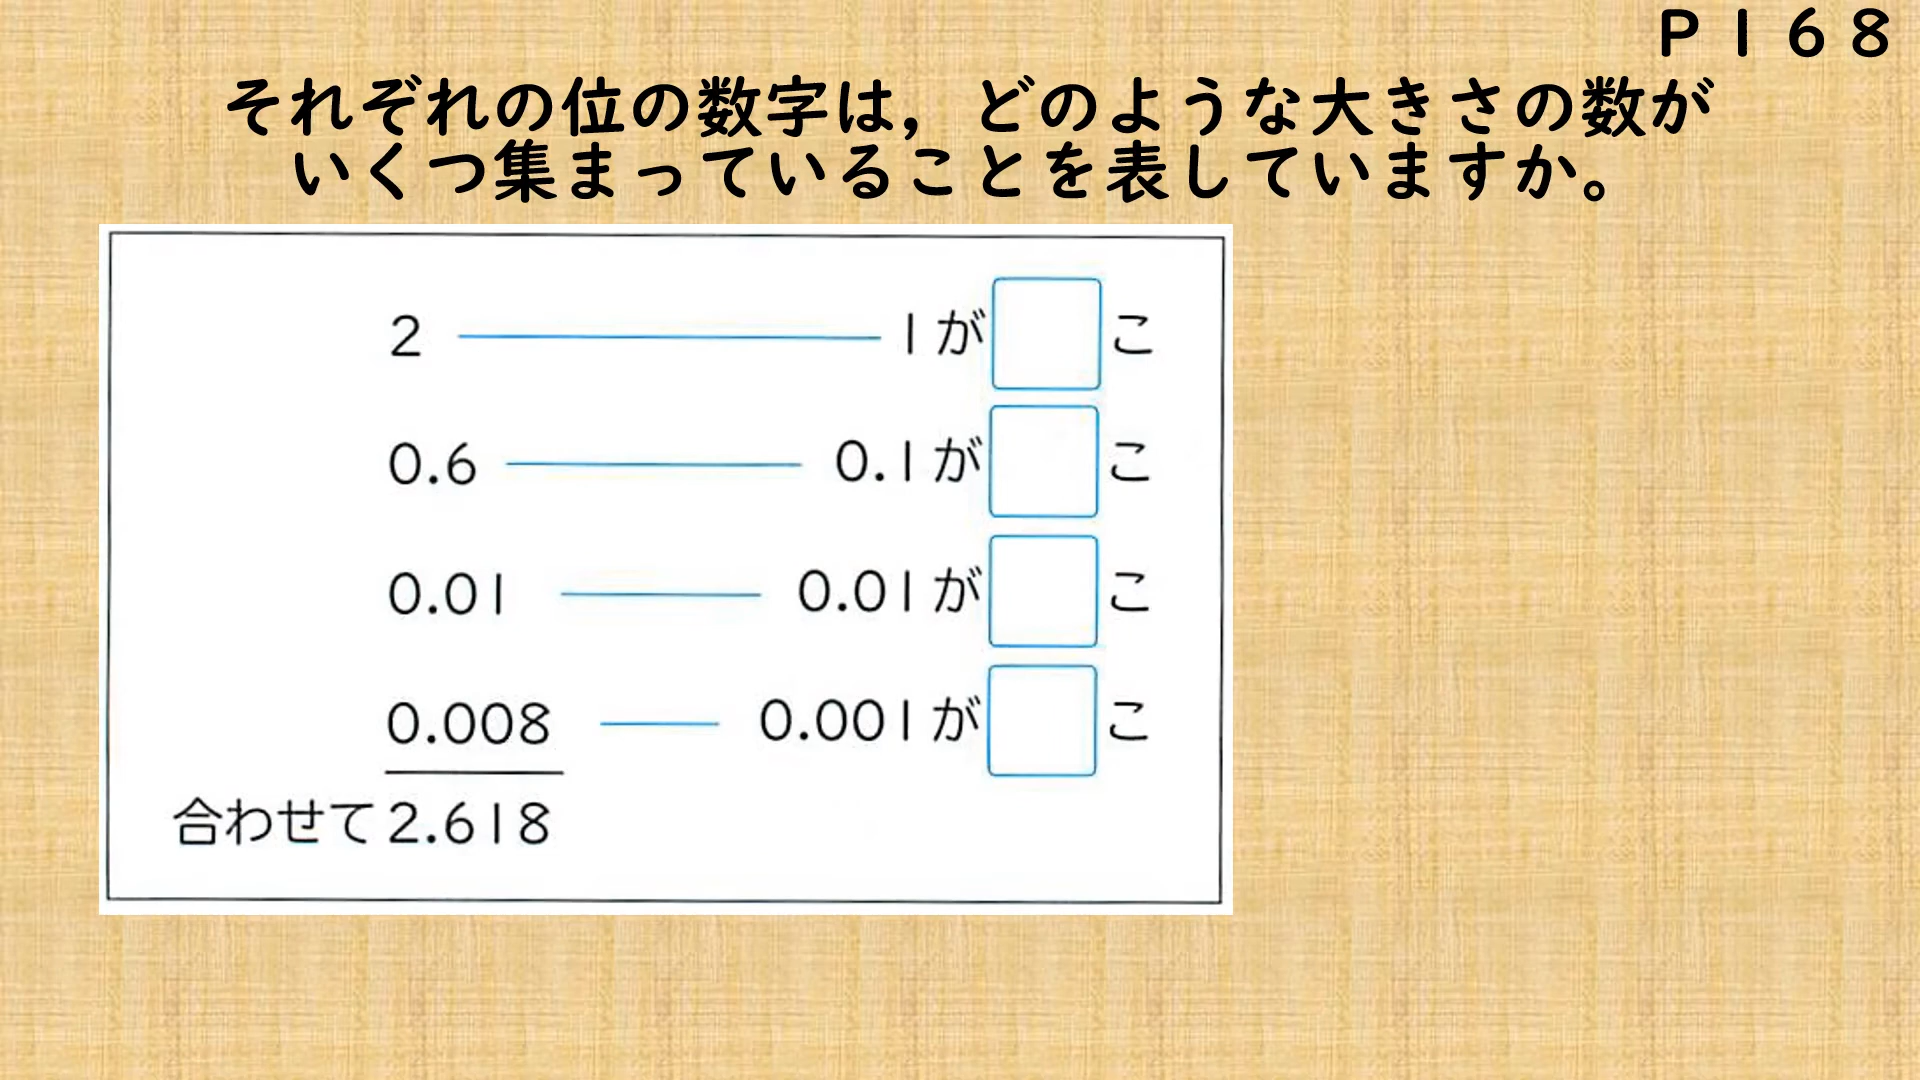 P168
それぞれの位の数字は，どのような大きさの数が
いくつ集まっていることを表していますか。
2 1が こ
0.6 0.1が こ
0.01 0.01が こ
0.008 0.001が こ
合わせて2.618